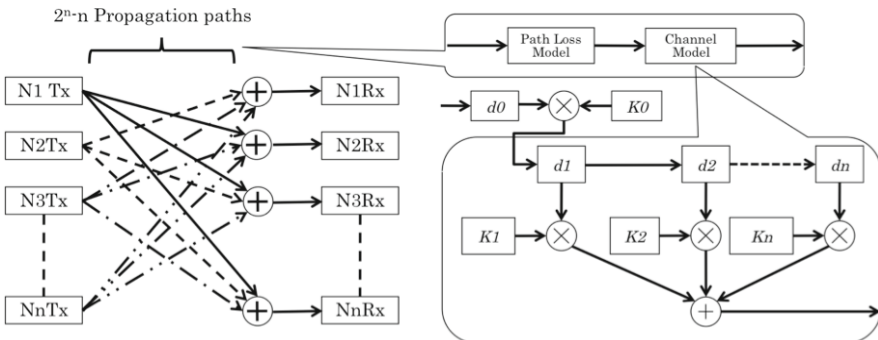 2ⁿ-n Propagation paths
N1 Tx
N2Tx
N3Tx
NnTx
N1Rx
N2Rx
N3Rx
NnRx
Path Loss
Model
Channel
Model
d0
K0
d1
d2
dn
K1
K2
Kn